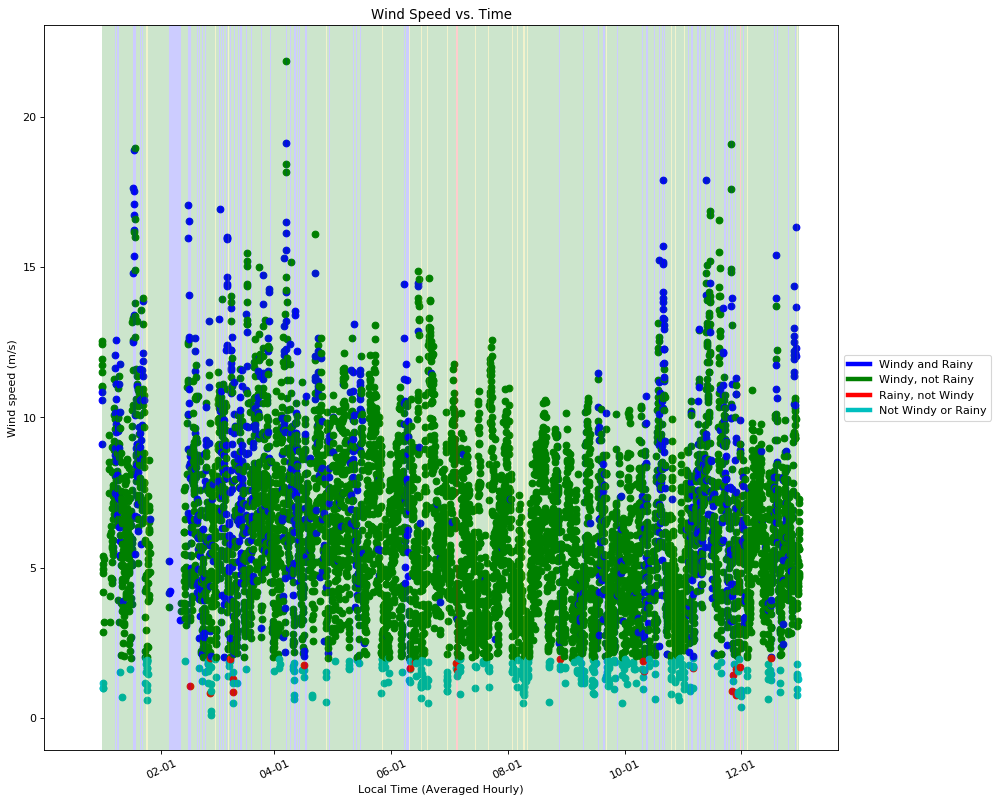 Wind Speed vs. Time
20
15
10
5
0
Wind speed (m/s)
02-01
04-01
06-01
08-01
10-01
12-01
Local Time (Averaged Hourly)
Windy and Rainy
Windy, not Rainy
Rainy, not Windy
Not Windy or Rainy